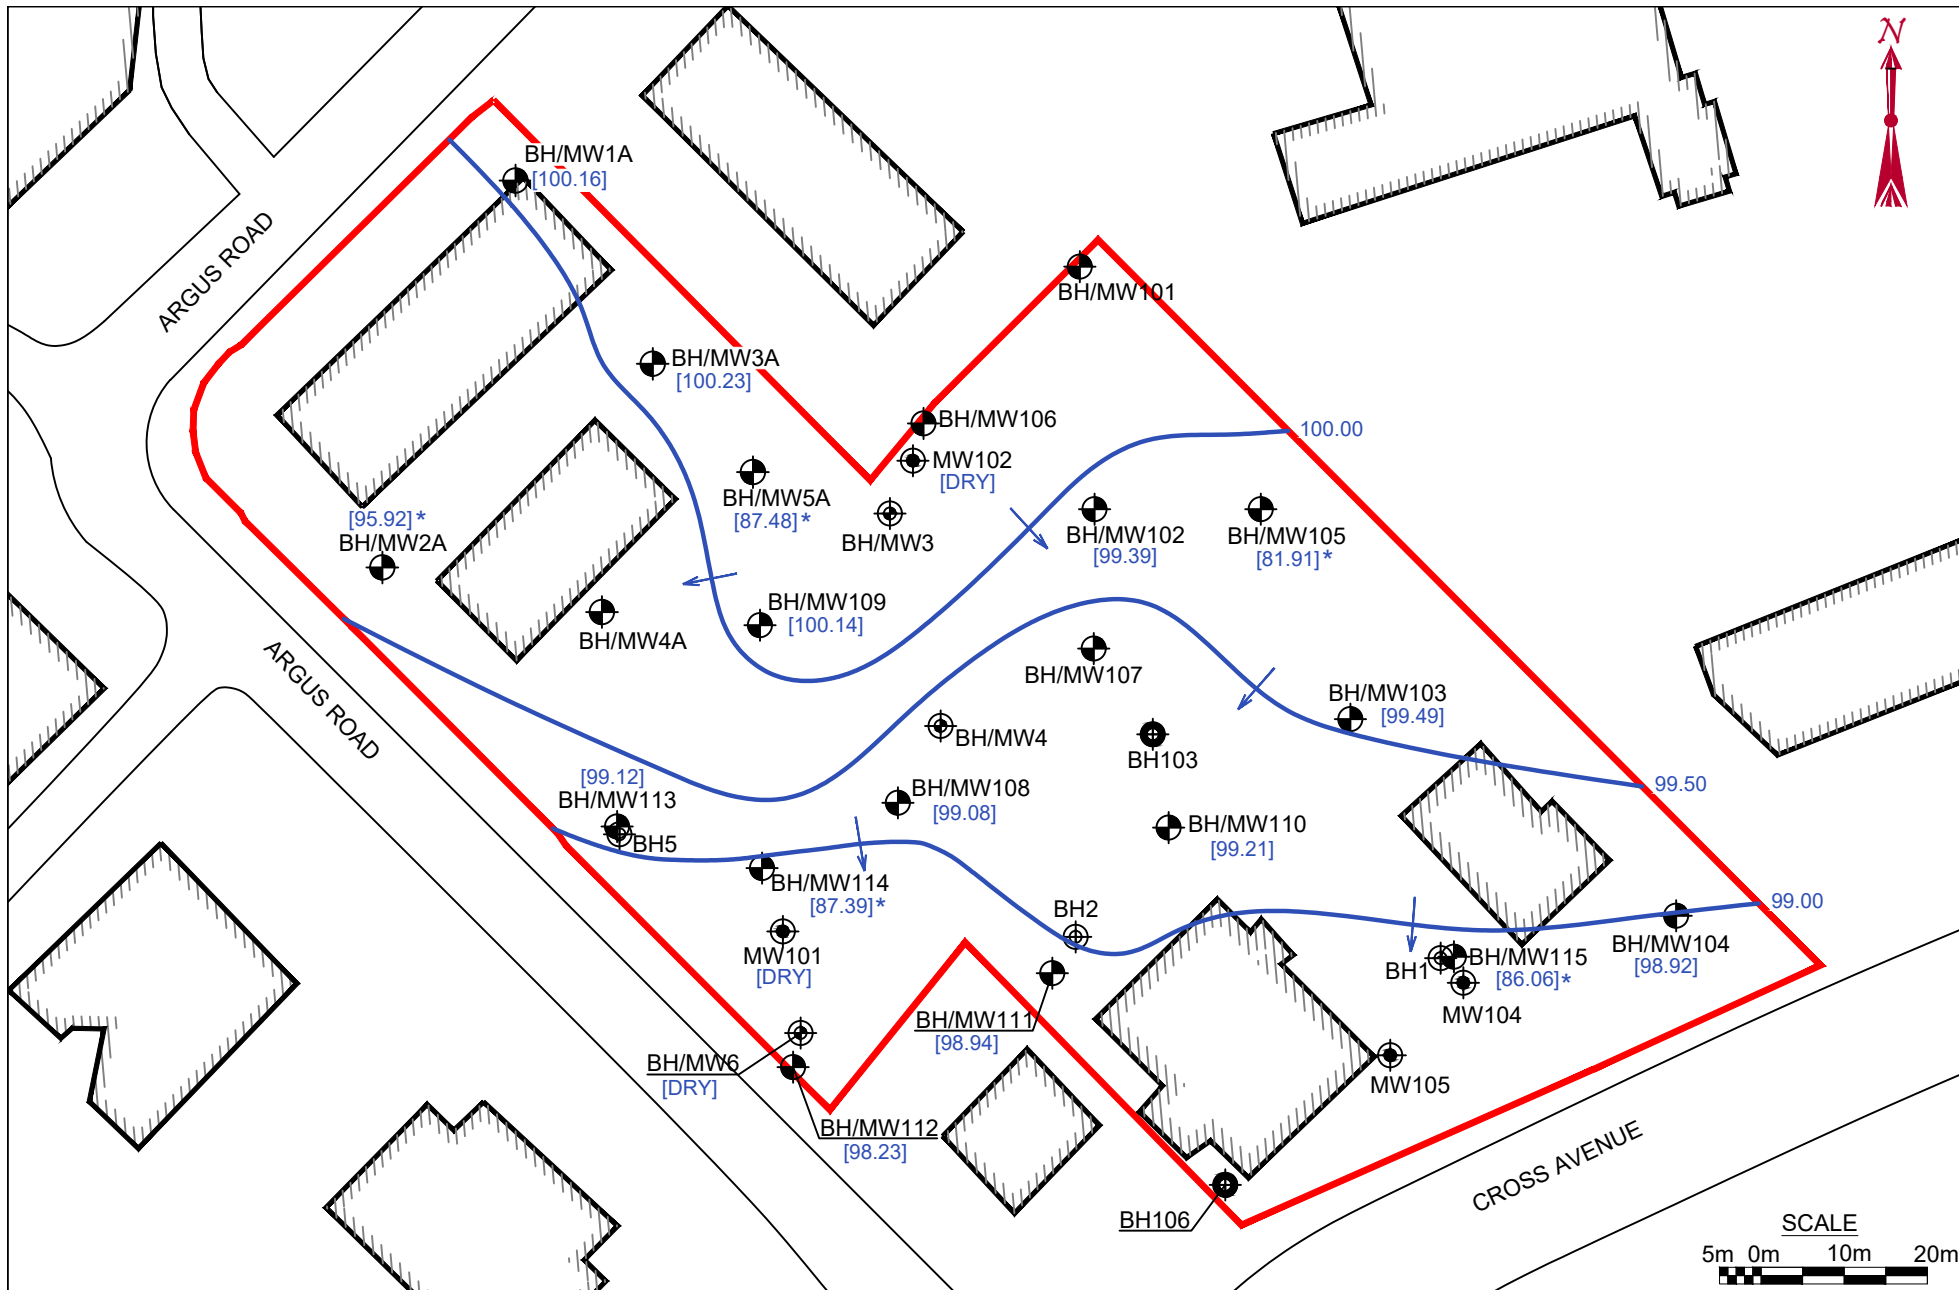 N
BH/MW1A
[100.16]
ARGUS ROAD
BH/MW101
BH/MW3A
[100.23]
BH/MW106
100.00
MW102
[DRY]
BH/MW5A
[87.48]*
BH/MW3
BH/MW102
[99.39]
BH/MW105
[81.91]*
[95.92]*
BH/MW2A
BH/MW109
[100.14]
BH/MW4A
ARGUS ROAD
BH/MW107
BH/MW103
[99.49]
BH/MW4
BH103
99.50
[99.12]
BH/MW113
BH5
BH/MW108
[99.08]
BH/MW110
[99.21]
BH/MW114
[87.39]*
99.00
BH2
MW101
[DRY]
BH/MW104
[98.92]
BH1
BH/MW115
[86.06]*
MW104
BH/MW111
[98.94]
BH/MW6
[DRY]
MW105
BH/MW112
[98.23]
CROSS AVENUE
BH106
SCALE
5m 0m 10m 20m